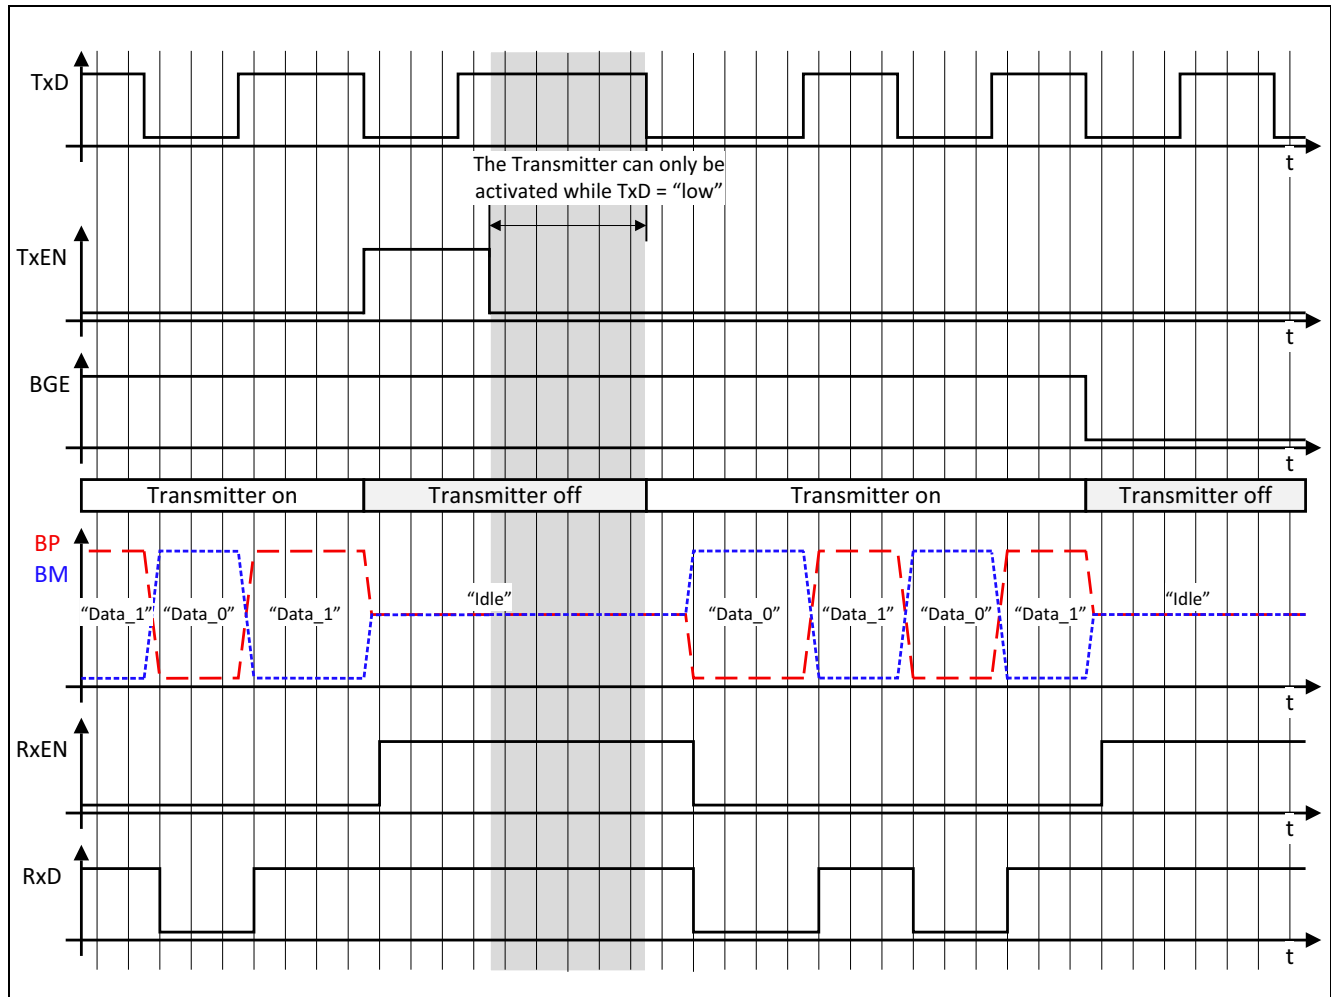 TxD
t
The Transmitter can only be
activated while TxD = “low”
TxEN
t
BGE
t
Transmitter on
Transmitter off
Transmitter on
Transmitter off
BP
BM
“Data_1”
“Data_0”
“Data_1”
“Idle”
“Data_0”
“Data_1”
“Data_0”
“Data_1”
“Idle”
t
RxEN
t
RxD
t